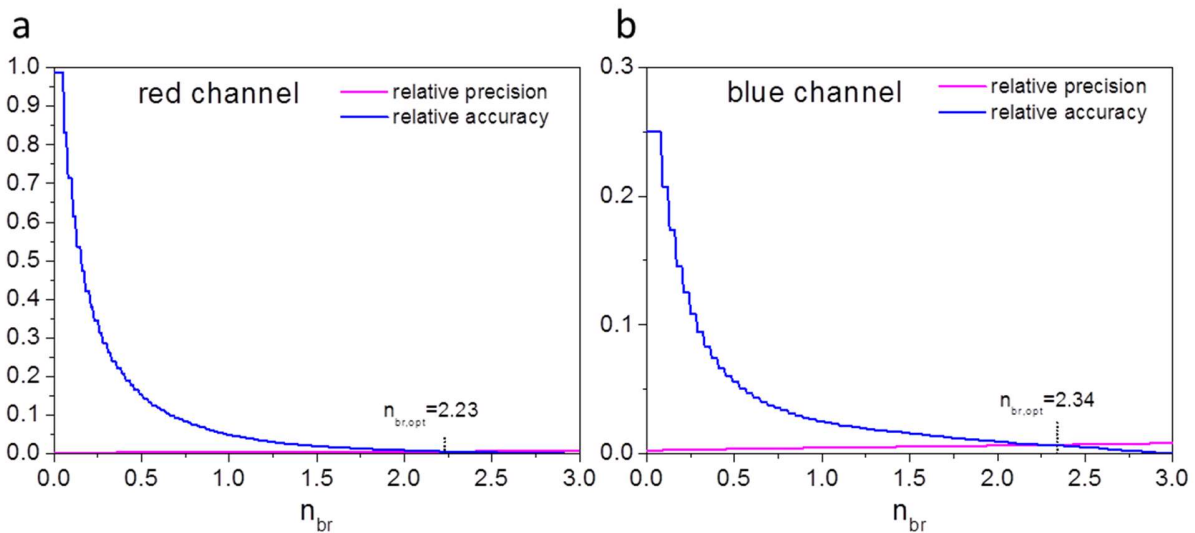 a
red channel
relative precision
relative accuracy
1.0
0.9
0.8
0.7
0.6
0.5
0.4
0.3
0.2
0.1
0.0
n_br,opt=2.23
0.0 0.5 1.0 1.5 2.0 2.5 3.0
n_br
b
blue channel
relative precision
relative accuracy
0.3
0.2
0.1
0.0
n_br,opt=2.34
0.0 0.5 1.0 1.5 2.0 2.5 3.0
n_br